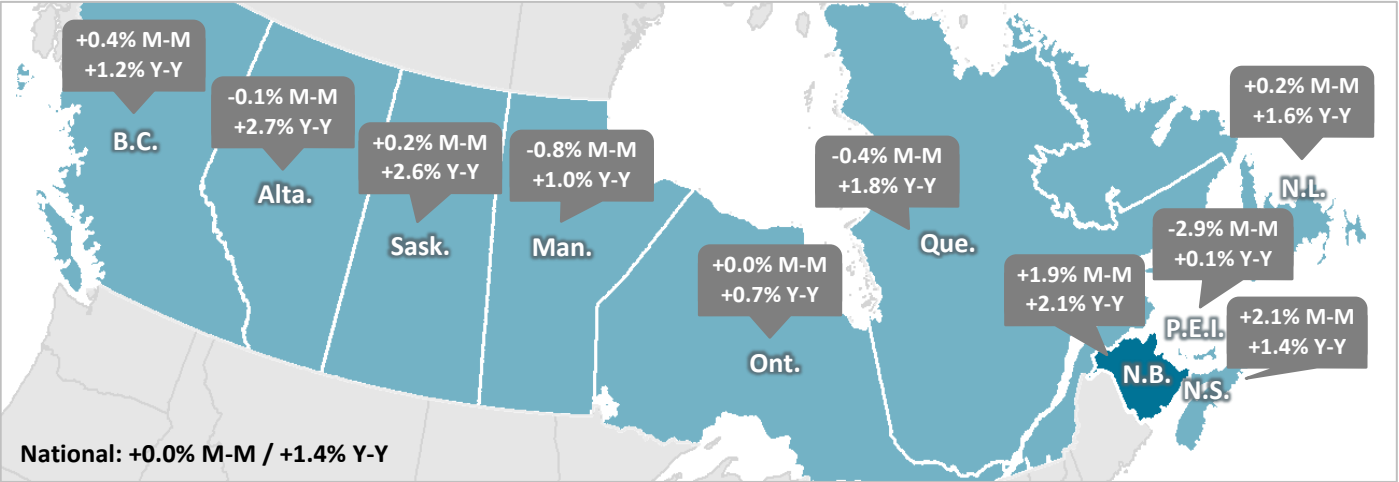 +0.4% M-M
+1.2% Y-Y
B.C.
-0.1% M-M
+2.7% Y-Y
Alta.
+0.2% M-M
+2.6% Y-Y
Sask.
-0.8% M-M
+1.0% Y-Y
Man.
+0.0% M-M
+0.7% Y-Y
Ont.
-0.4% M-M
+1.8% Y-Y
Que.
+0.2% M-M
+1.6% Y-Y
N.L.
-2.9% M-M
+0.1% Y-Y
P.E.I.
+1.9% M-M
+2.1% Y-Y
N.B.
+2.1% M-M
+1.4% Y-Y
N.S.
National: +0.0% M-M / +1.4% Y-Y